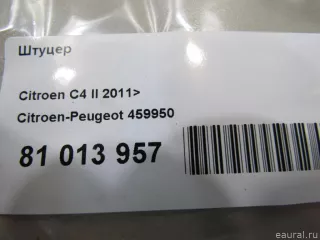 Штуцер
Citroen C4 II 2011>
Citroen-Peugeot 459950
81 013 957
eaural.ru